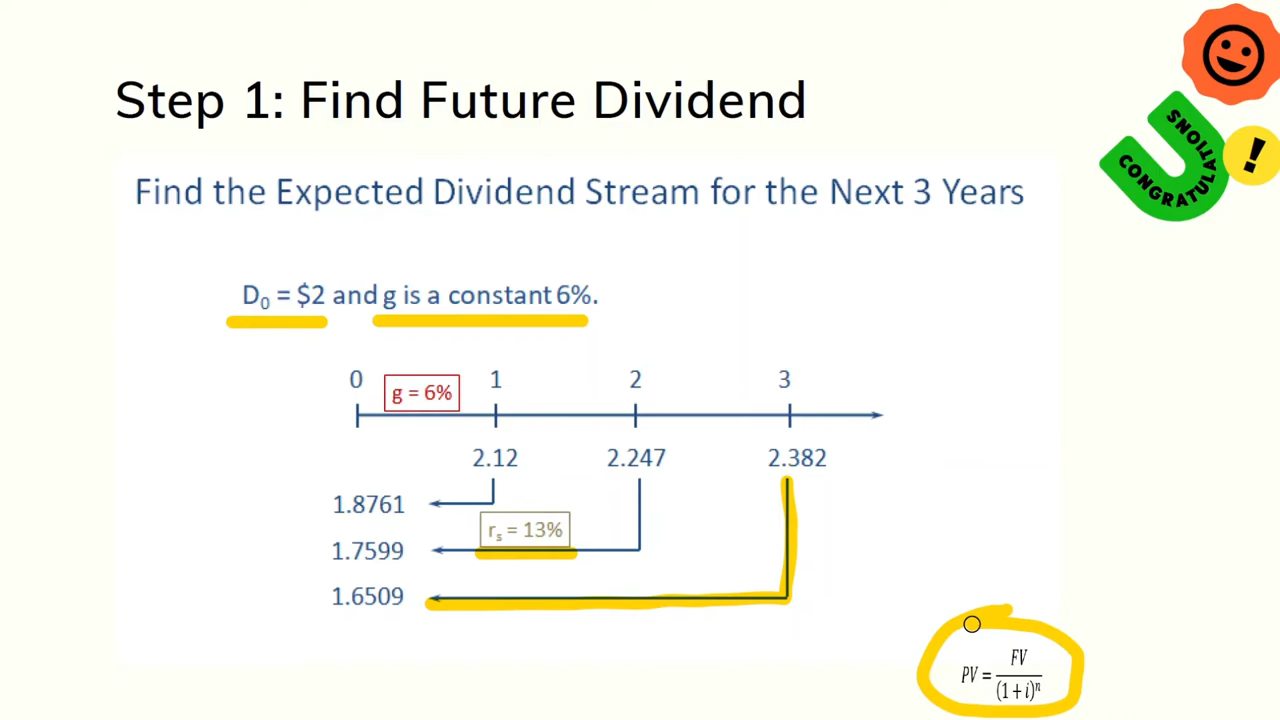 Step 1: Find Future Dividend
CONGRATULATIONS
!
Find the Expected Dividend Stream for the Next 3 Years
D₀ = $2 and g is a constant 6%.
0 g = 6% 1 2 3
2.12 2.247 2.382
1.8761
rₛ = 13%
1.7599
1.6509
PV = FV / (1 + i)ⁿ